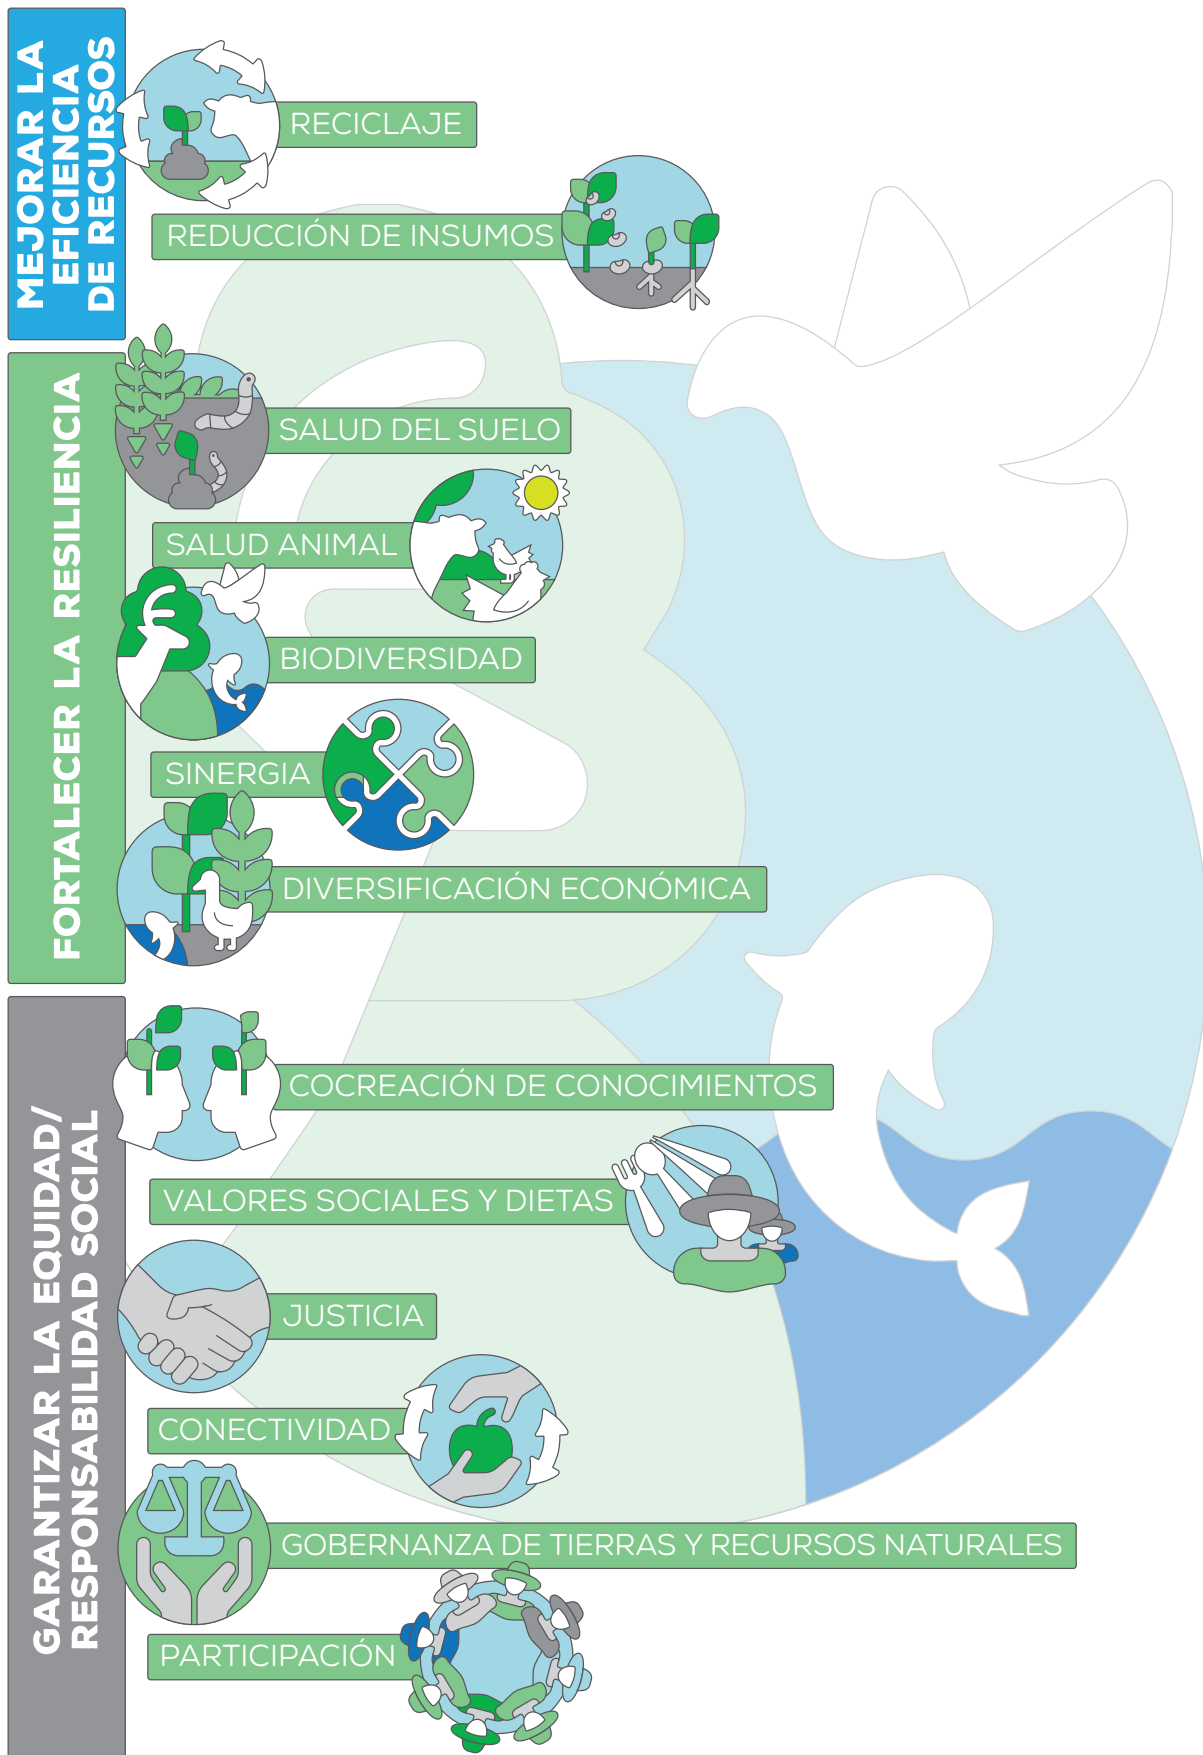 MEJORAR LA
EFICIENCIA
DE RECURSOS
RECICLAJE
REDUCCIÓN DE INSUMOS
FORTALECER LA RESILIENCIA
SALUD DEL SUELO
SALUD ANIMAL
BIODIVERSIDAD
SINERGIA
DIVERSIFICACIÓN ECONÓMICA
GARANTIZAR LA EQUIDAD/
RESPONSABILIDAD SOCIAL
COCREACIÓN DE CONOCIMIENTOS
VALORES SOCIALES Y DIETAS
JUSTICIA
CONECTIVIDAD
GOBERNANZA DE TIERRAS Y RECURSOS NATURALES
PARTICIPACIÓN